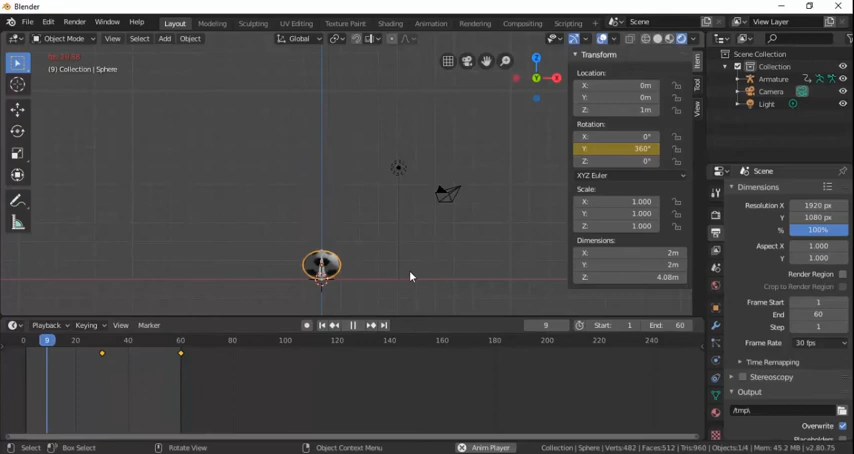 Blender
File Edit Render Window Help Layout Modeling Sculpting UV Editing Texture Paint Shading Animation Rendering Compositing Scripting + Scene View Layer
Object Mode View Select Add Object Global
(9) Collection | Sphere
Z
Y
X
Transform
Location:
X: 0m
Y: 0m
Z: 1m
Rotation:
X: 0°
Y: 360°
Z: 0°
XYZ Euler
Scale:
X: 1.000
Y: 1.000
Z: 1.000
Dimensions:
X: 2m
Y: 2m
Z: 4.08m
Item
Tool
View
Scene Collection
Collection
Armature
Camera
Light
Scene
Dimensions
Resolution X 1920 px
Y 1080 px
% 100%
Aspect X 1.000
Y 1.000
Render Region
Crop to Render Region
Frame Start 1
End 60
Step 1
Frame Rate 30 fps
Time Remapping
Stereoscopy
Output
/tmp\
Overwrite
Placeholders
Playback Keying View Marker 9 Start: 1 End: 60
0 9 20 40 60 80 100 120 140 160 180 200 220 240
Select Box Select Rotate View Object Context Menu Anim Player Collection | Sphere | Verts:482 | Faces:512 | Tris:960 | Objects:1/4 | Mem: 45.2 MB | v2.80.75